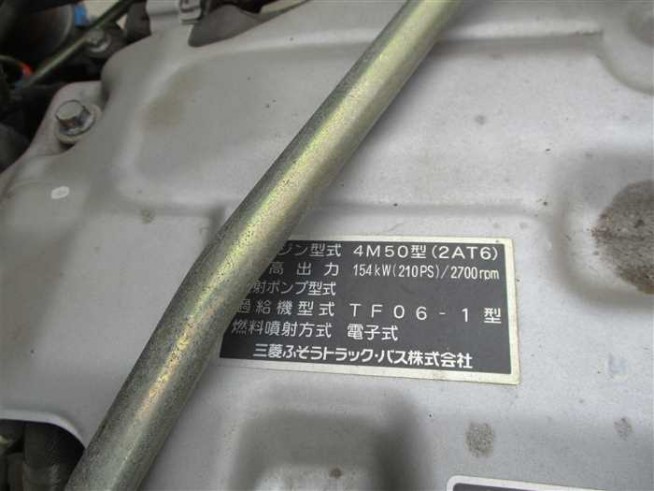 ジン型式 4M50型(2AT6)
高出力 154kW(210PS)/2700rpm
射ポンプ型式
過給機型式 TF06-1型
燃料噴射方式 電子式
三菱ふそうトラック・バス株式会社